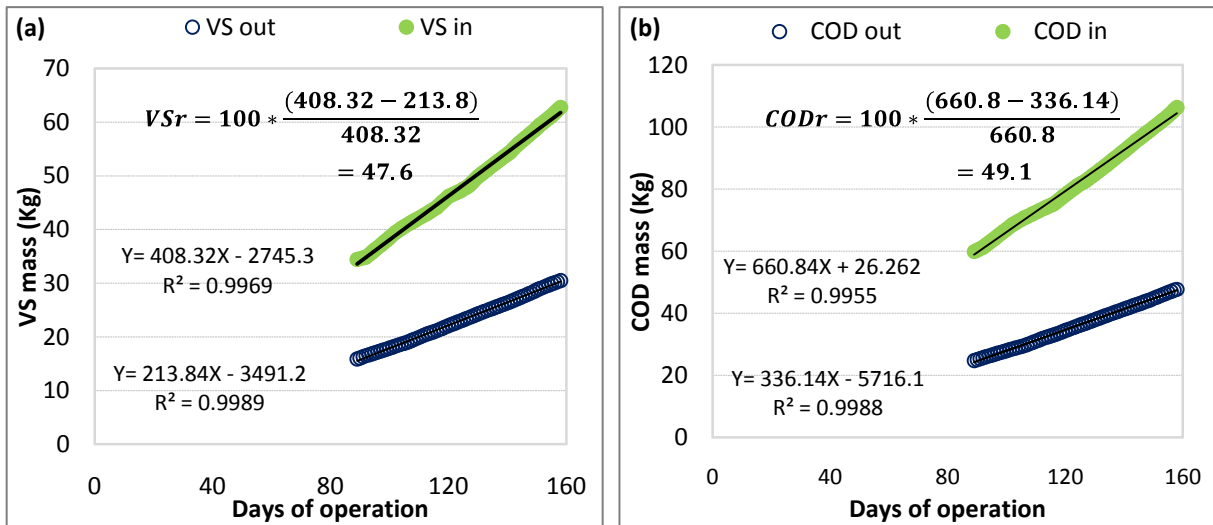 (a)
VS out
VS in
70
60
50
40
30
20
10
0
VS mass (Kg)
VSr = 100 * (408.32 − 213.8)
408.32
= 47.6
Y= 408.32X - 2745.3
R² = 0.9969
Y= 213.84X - 3491.2
R² = 0.9989
0
40
80
120
160
Days of operation
(b)
COD out
COD in
120
100
80
60
40
20
0
COD mass (Kg)
CODr = 100 * (660.8 − 336.14)
660.8
= 49.1
Y= 660.84X + 26.262
R² = 0.9955
Y= 336.14X - 5716.1
R² = 0.9988
0
40
80
120
160
Days of operation